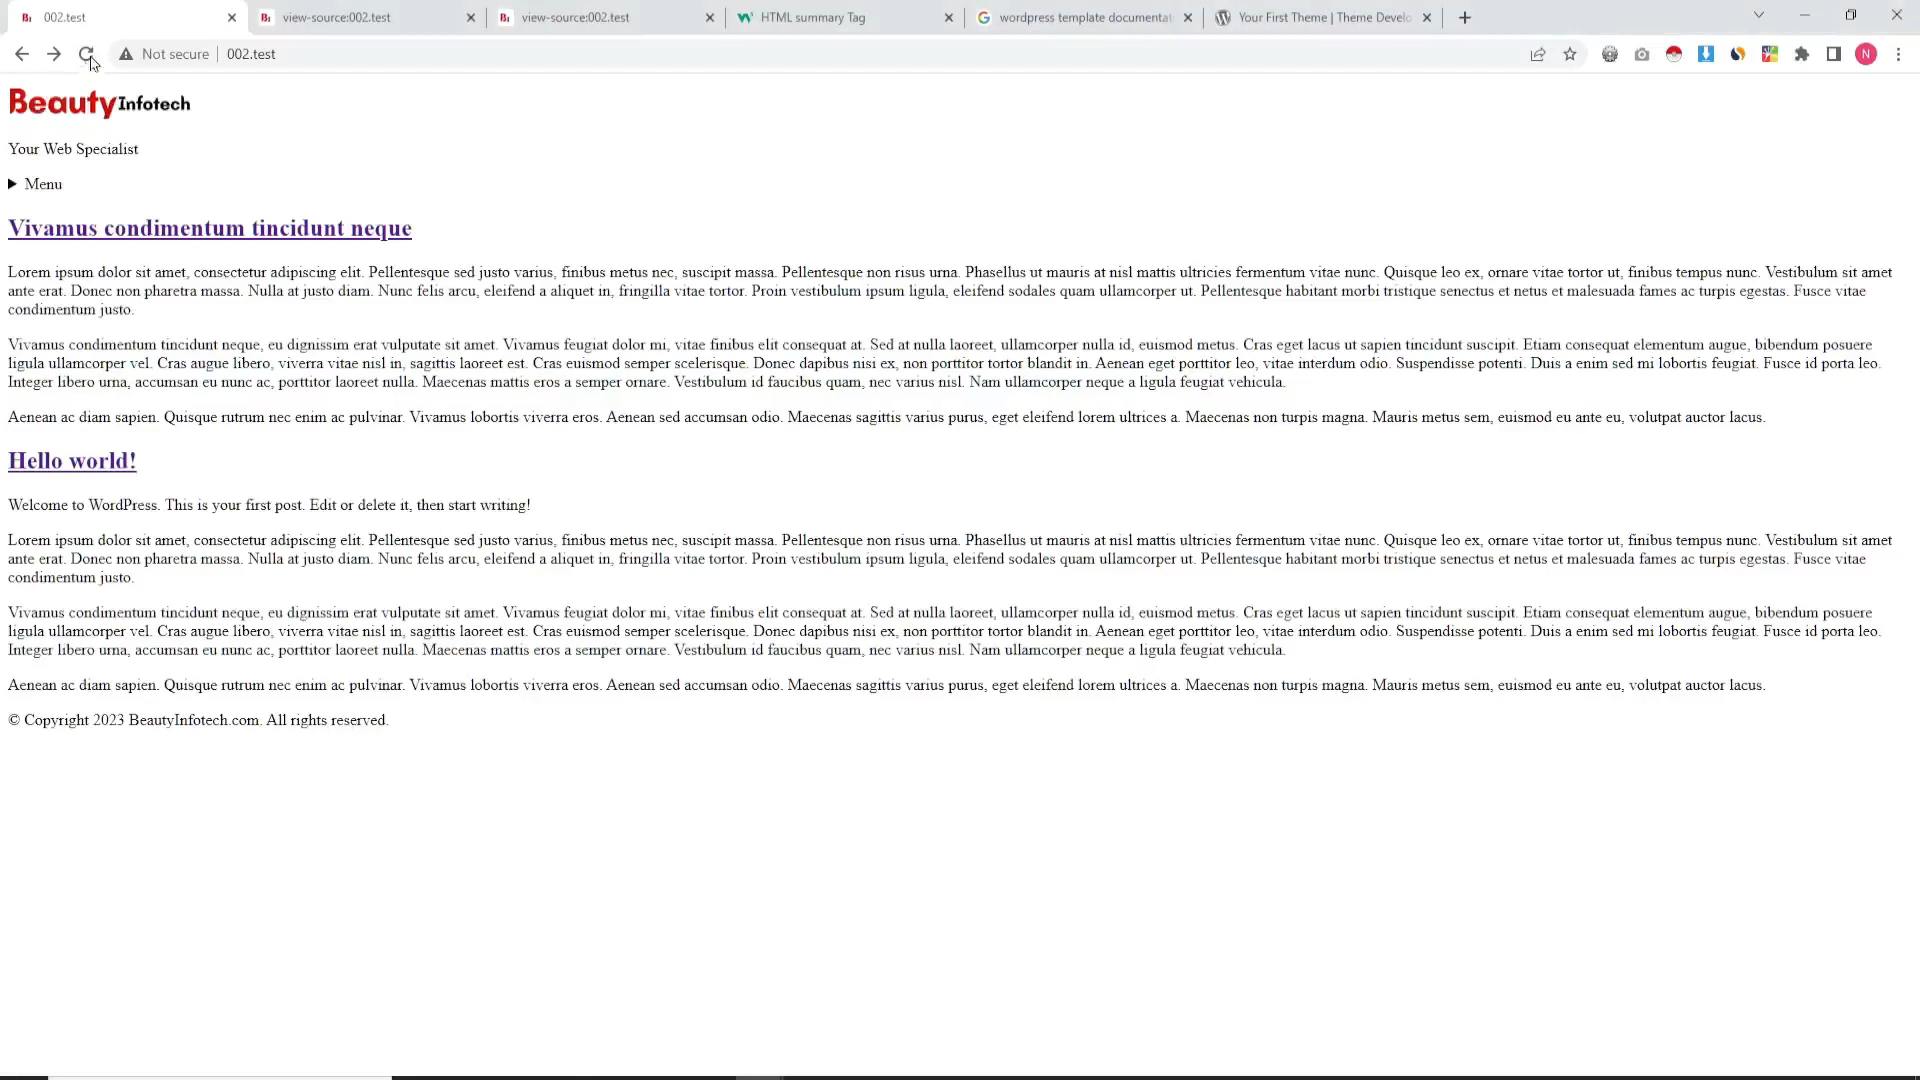 002.test
view-source:002.test
view-source:002.test
HTML summary Tag
wordpress template documentat
Your First Theme | Theme Develo
Not secure
002.test
N
Beauty Infotech
Your Web Specialist
Menu
Vivamus condimentum tincidunt neque
Lorem ipsum dolor sit amet, consectetur adipiscing elit. Pellentesque sed justo varius, finibus metus nec, suscipit massa. Pellentesque non risus urna. Phasellus ut mauris at nisl mattis ultricies fermentum vitae nunc. Quisque leo ex, ornare vitae tortor ut, finibus tempus nunc. Vestibulum sit amet
ante erat. Donec non pharetra massa. Nulla at justo diam. Nunc felis arcu, eleifend a aliquet in, fringilla vitae tortor. Proin vestibulum ipsum ligula, eleifend sodales quam ullamcorper ut. Pellentesque habitant morbi tristique senectus et netus et malesuada fames ac turpis egestas. Fusce vitae
condimentum justo.
Vivamus condimentum tincidunt neque, eu dignissim erat vulputate sit amet. Vivamus feugiat dolor mi, vitae finibus elit consequat at. Sed at nulla laoreet, ullamcorper nulla id, euismod metus. Cras eget lacus ut sapien tincidunt suscipit. Etiam consequat elementum augue, bibendum posuere
ligula ullamcorper vel. Cras augue libero, viverra vitae nisl in, sagittis laoreet est. Cras euismod semper scelerisque. Donec dapibus nisi ex, non porttitor tortor blandit in. Aenean eget porttitor leo, vitae interdum odio. Suspendisse potenti. Duis a enim sed mi lobortis feugiat. Fusce id porta leo.
Integer libero urna, accumsan eu nunc ac, porttitor laoreet nulla. Maecenas mattis eros a semper ornare. Vestibulum id faucibus quam, nec varius nisl. Nam ullamcorper neque a ligula feugiat vehicula.
Aenean ac diam sapien. Quisque rutrum nec enim ac pulvinar. Vivamus lobortis viverra eros. Aenean sed accumsan odio. Maecenas sagittis varius purus, eget eleifend lorem ultrices a. Maecenas non turpis magna. Mauris metus sem, euismod eu ante eu, volutpat auctor lacus.
Hello world!
Welcome to WordPress. This is your first post. Edit or delete it, then start writing!
Lorem ipsum dolor sit amet, consectetur adipiscing elit. Pellentesque sed justo varius, finibus metus nec, suscipit massa. Pellentesque non risus urna. Phasellus ut mauris at nisl mattis ultricies fermentum vitae nunc. Quisque leo ex, ornare vitae tortor ut, finibus tempus nunc. Vestibulum sit amet
ante erat. Donec non pharetra massa. Nulla at justo diam. Nunc felis arcu, eleifend a aliquet in, fringilla vitae tortor. Proin vestibulum ipsum ligula, eleifend sodales quam ullamcorper ut. Pellentesque habitant morbi tristique senectus et netus et malesuada fames ac turpis egestas. Fusce vitae
condimentum justo.
Vivamus condimentum tincidunt neque, eu dignissim erat vulputate sit amet. Vivamus feugiat dolor mi, vitae finibus elit consequat at. Sed at nulla laoreet, ullamcorper nulla id, euismod metus. Cras eget lacus ut sapien tincidunt suscipit. Etiam consequat elementum augue, bibendum posuere
ligula ullamcorper vel. Cras augue libero, viverra vitae nisl in, sagittis laoreet est. Cras euismod semper scelerisque. Donec dapibus nisi ex, non porttitor tortor blandit in. Aenean eget porttitor leo, vitae interdum odio. Suspendisse potenti. Duis a enim sed mi lobortis feugiat. Fusce id porta leo.
Integer libero urna, accumsan eu nunc ac, porttitor laoreet nulla. Maecenas mattis eros a semper ornare. Vestibulum id faucibus quam, nec varius nisl. Nam ullamcorper neque a ligula feugiat vehicula.
Aenean ac diam sapien. Quisque rutrum nec enim ac pulvinar. Vivamus lobortis viverra eros. Aenean sed accumsan odio. Maecenas sagittis varius purus, eget eleifend lorem ultrices a. Maecenas non turpis magna. Mauris metus sem, euismod eu ante eu, volutpat auctor lacus.
© Copyright 2023 BeautyInfotech.com. All rights reserved.